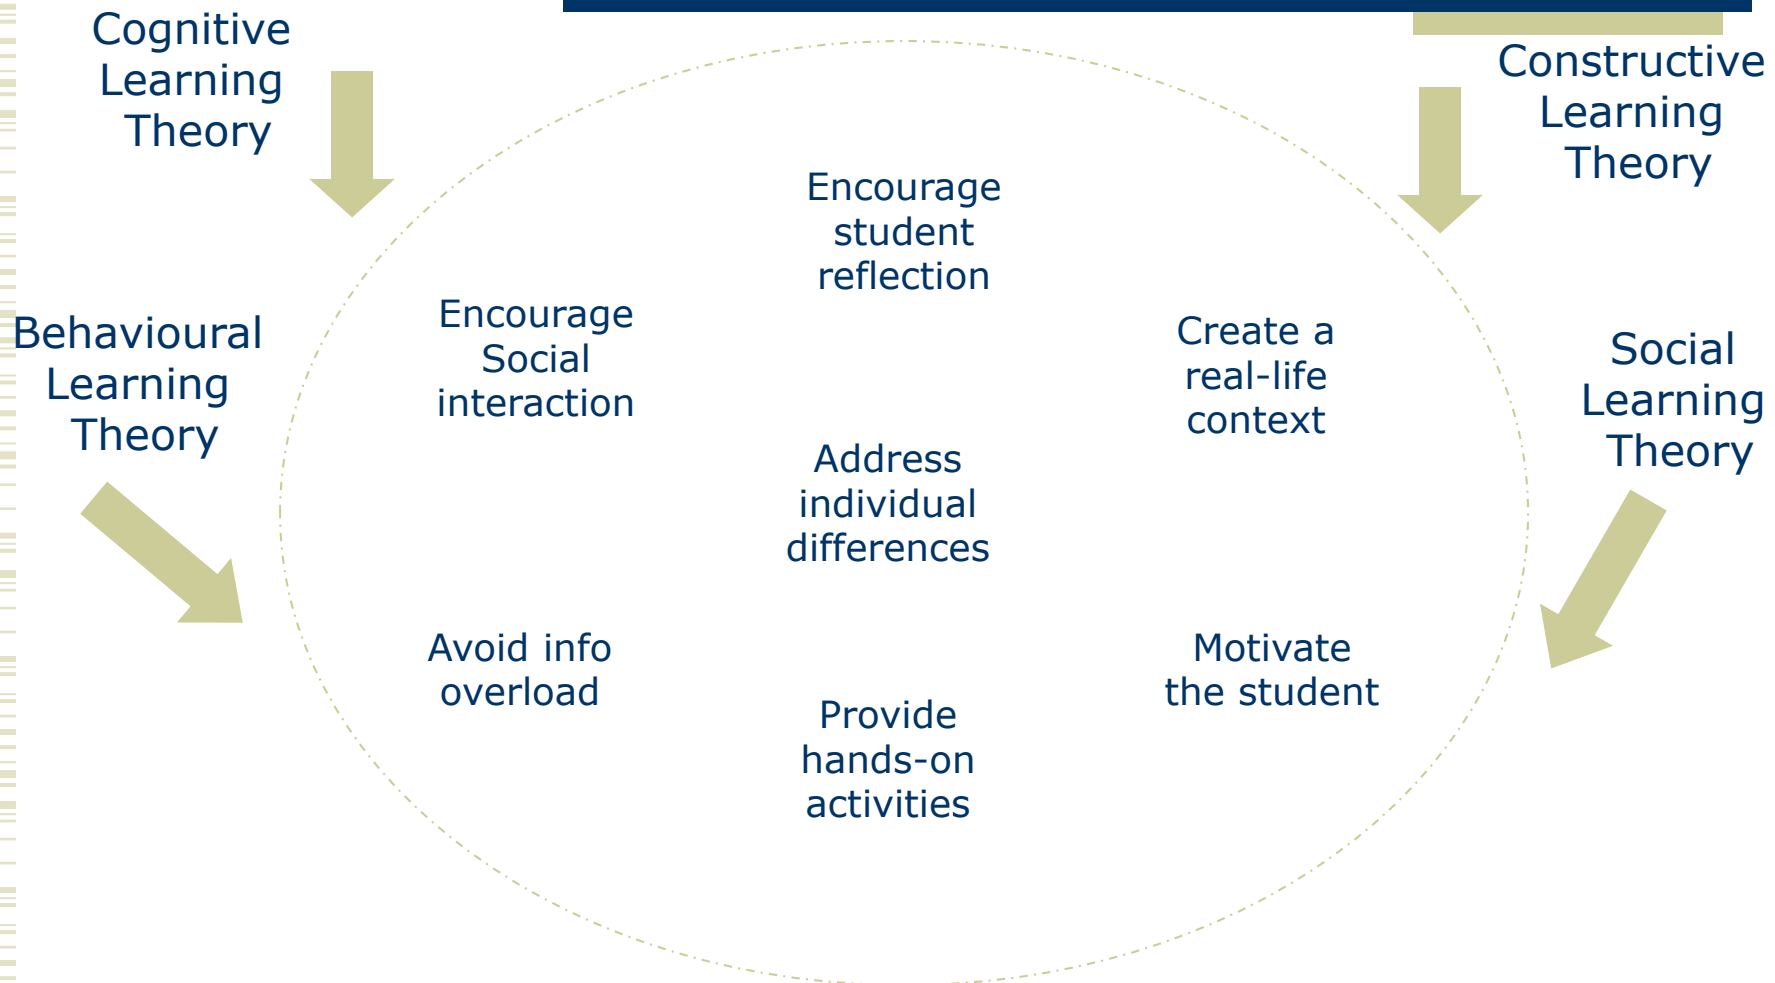 Cognitive
Learning
Theory
Constructive
Learning
Theory
Encourage
student
reflection
Behavioural
Learning
Theory
Encourage
Social
interaction
Create a
real-life
context
Social
Learning
Theory
Address
individual
differences
Avoid info
overload
Motivate
the student
Provide
hands-on
activities